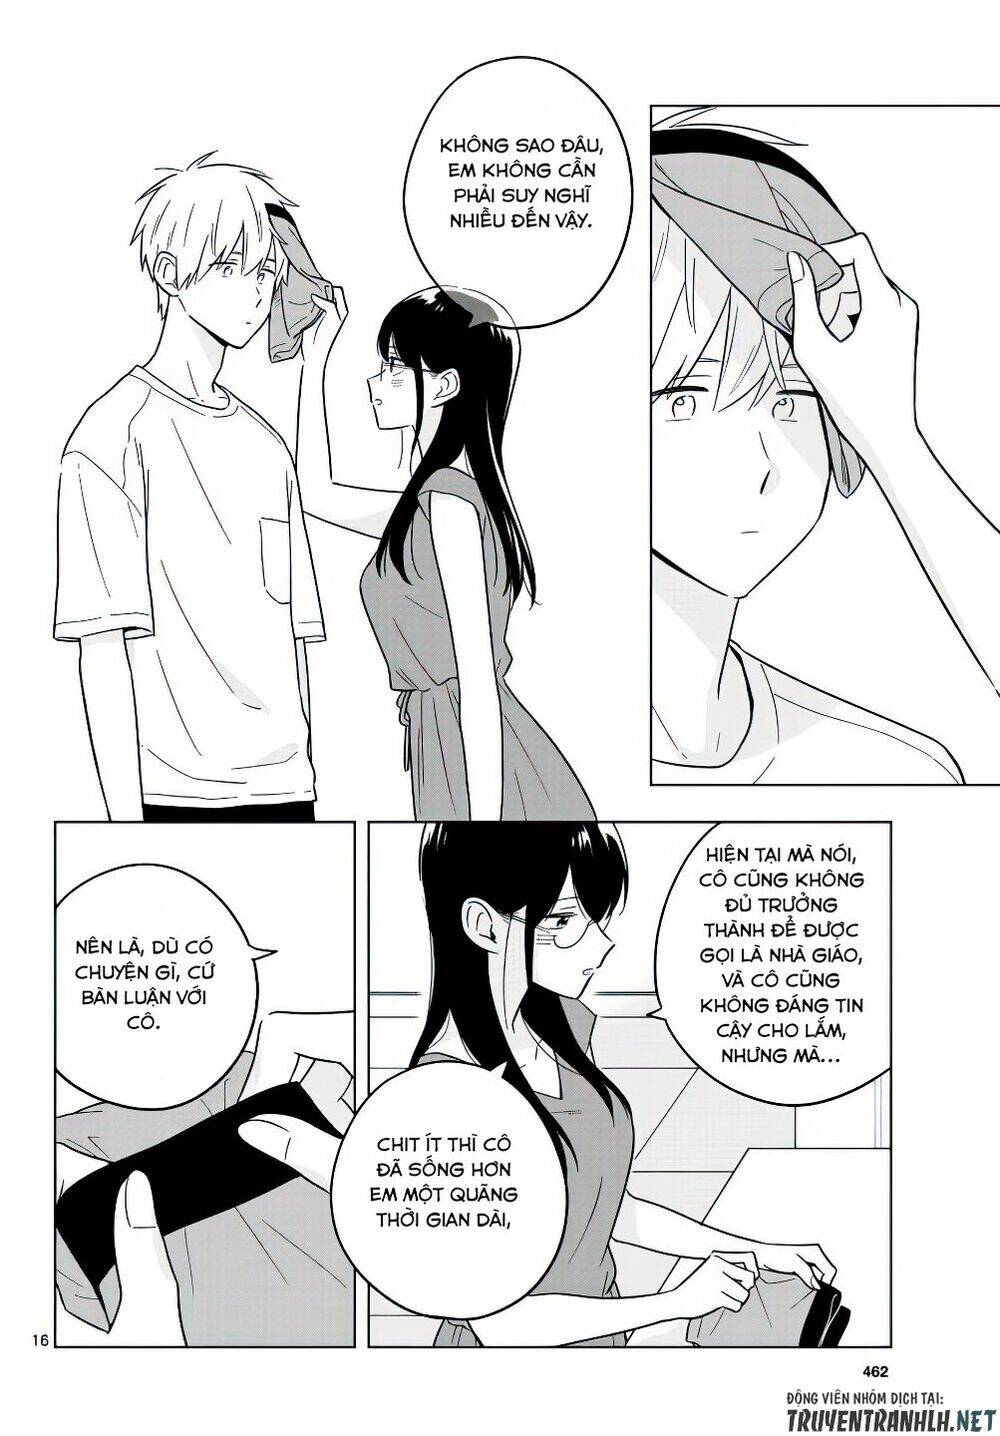 KHÔNG SAO ĐÂU,
EM KHÔNG CẦN
PHẢI SUY NGHĨ
NHIỀU ĐẾN VẬY.
HIỆN TẠI MÀ NÓI,
CÔ CŨNG KHÔNG
ĐỦ TRƯỞNG
THÀNH ĐỂ ĐƯỢC
GỌI LÀ NHÀ GIÁO,
VÀ CÔ CŨNG
KHÔNG ĐÁNG TIN
CẬY CHO LẮM,
NHƯNG MÀ...
CHIT ÍT THÌ CÔ
ĐÃ SỐNG HƠN
EM MỘT QUÃNG
THỜI GIAN DÀI,
NÊN LÀ, DÙ CÓ
CHUYỆN GÌ, CỨ
BÀN LUẬN VỚI
CÔ.
16
462
ĐỘNG VIÊN NHÓM DỊCH TẠI:
TRUYENTRANHLH.NET